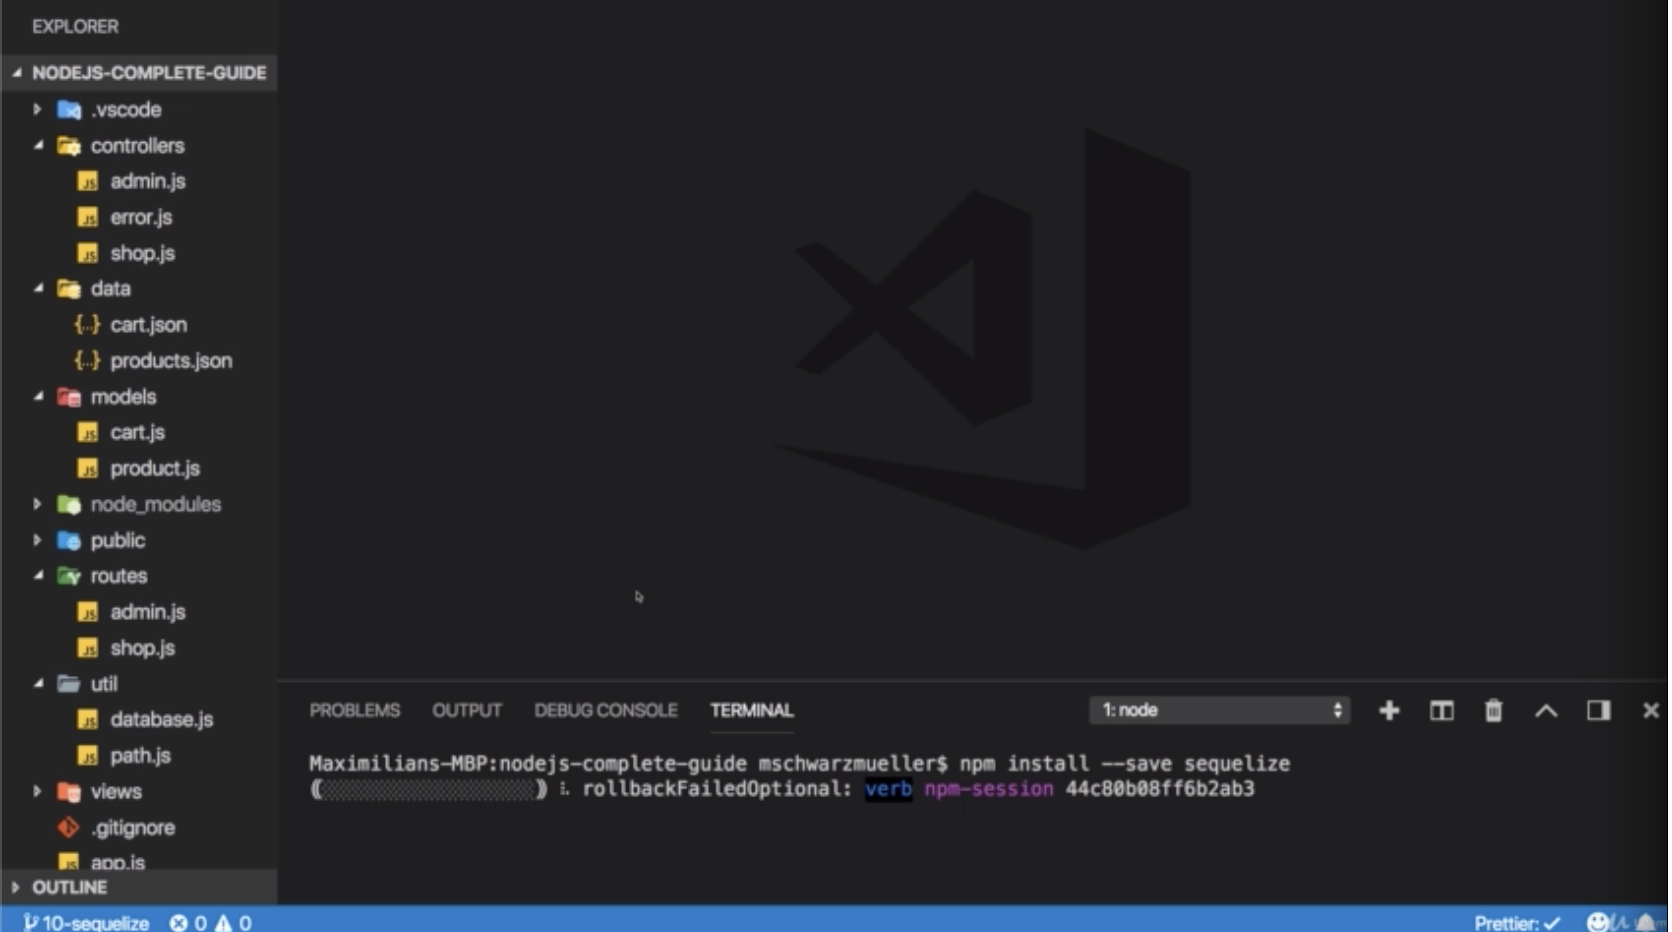 EXPLORER
NODEJS-COMPLETE-GUIDE
.vscode
controllers
admin.js
error.js
shop.js
data
cart.json
products.json
models
cart.js
product.js
node_modules
public
routes
admin.js
shop.js
util
database.js
path.js
views
.gitignore
app.js
OUTLINE
PROBLEMS OUTPUT DEBUG CONSOLE TERMINAL 1: node
Maximilians-MBP:nodejs-complete-guide mschwarzmueller$ npm install --save sequelize
rollbackFailedOptional: verb npm-session 44c80b08ff6b2ab3
10-sequelize 0 0 Prettier: ✓